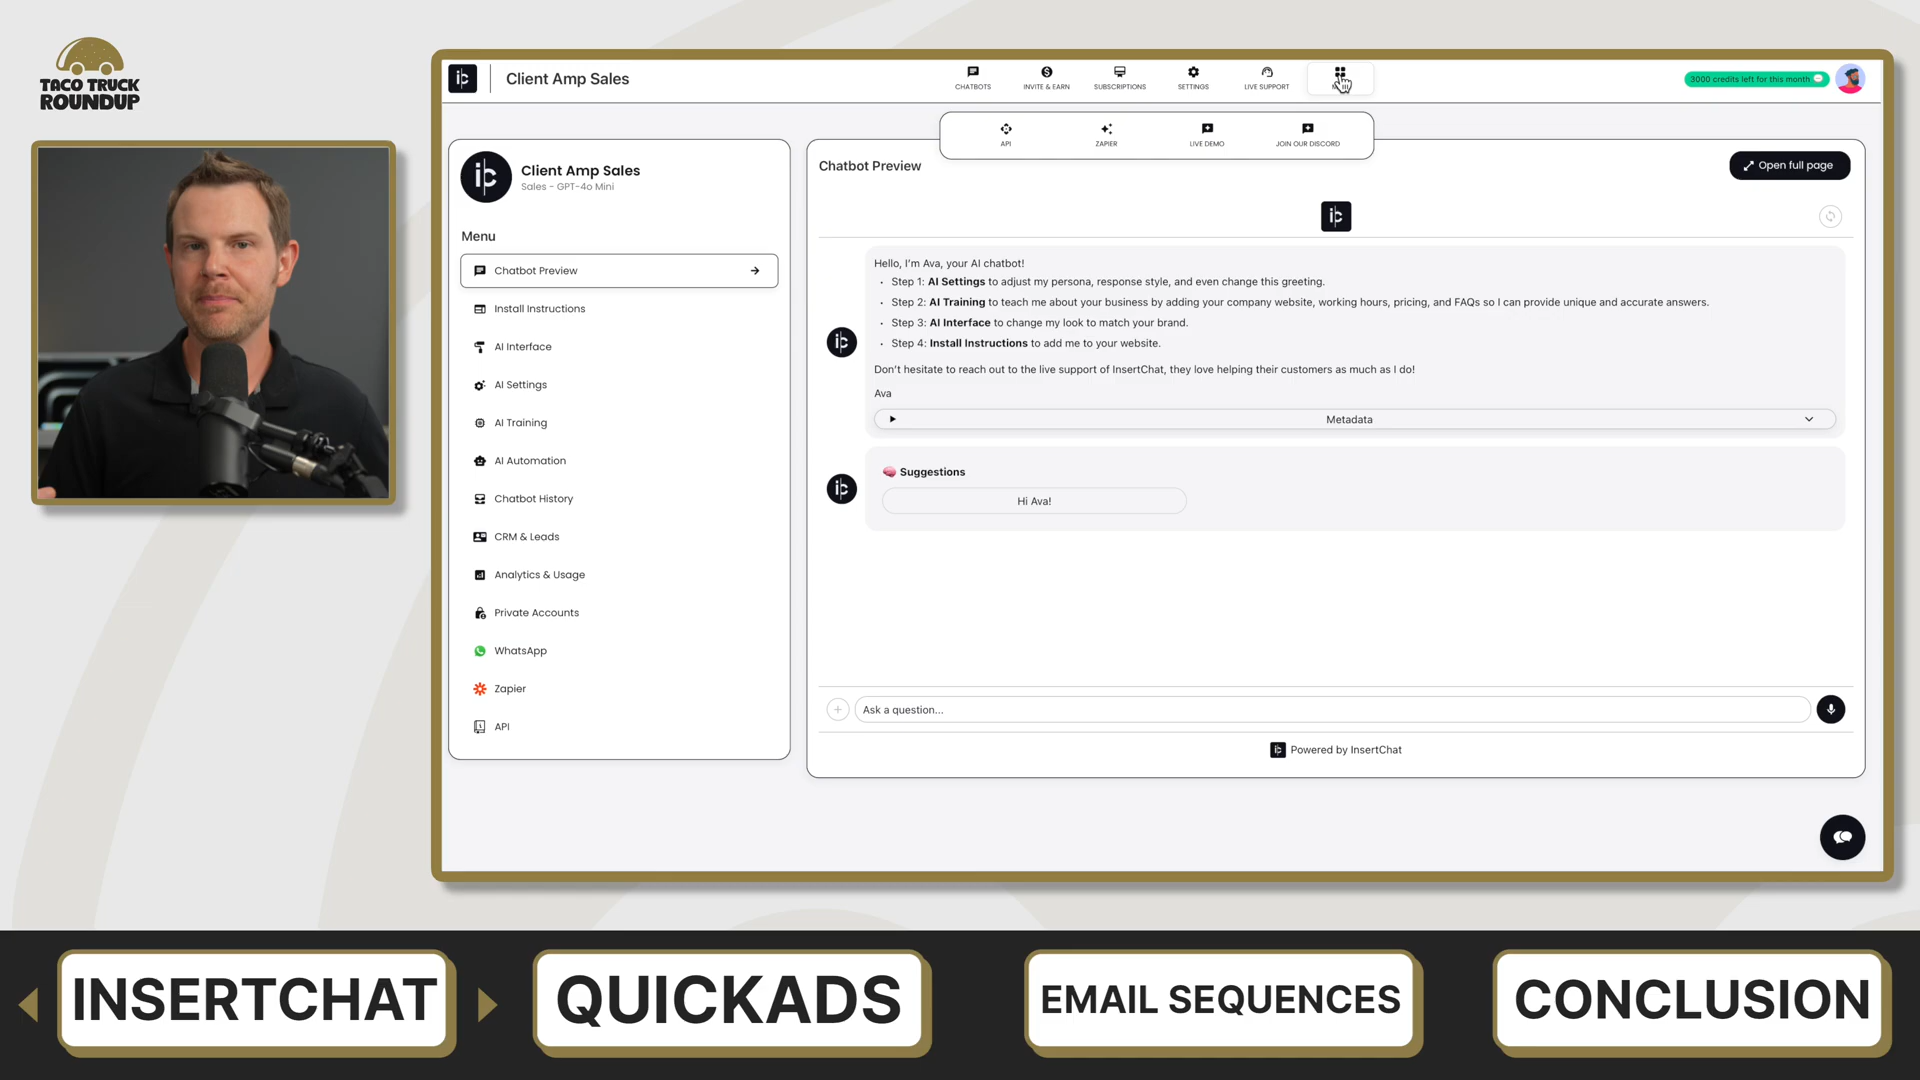 TACO TRUCK
ROUNDUP
Client Amp Sales
CHATBOTS
INVITE & EARN
SUBSCRIPTIONS
SETTINGS
LIVE SUPPORT
3000 credits left for this month
API
ZAPIER
LIVE DEMO
JOIN OUR DISCORD
Client Amp Sales
Sales - GPT-4o Mini
Menu
Chatbot Preview
Install Instructions
AI Interface
AI Settings
AI Training
AI Automation
Chatbot History
CRM & Leads
Analytics & Usage
Private Accounts
WhatsApp
Zapier
API
Chatbot Preview
Open full page
Hello, I'm Ava, your AI chatbot!
• Step 1: AI Settings to adjust my persona, response style, and even change this greeting.
• Step 2: AI Training to teach me about your business by adding your company website, working hours, pricing, and FAQs so I can provide unique and accurate answers.
• Step 3: AI Interface to change my look to match your brand.
• Step 4: Install Instructions to add me to your website.
Don't hesitate to reach out to the live support of InsertChat, they love helping their customers as much as I do!
Ava
Metadata
Suggestions
Hi Ava!
Ask a question...
Powered by InsertChat
INSERTCHAT
QUICKADS
EMAIL SEQUENCES
CONCLUSION